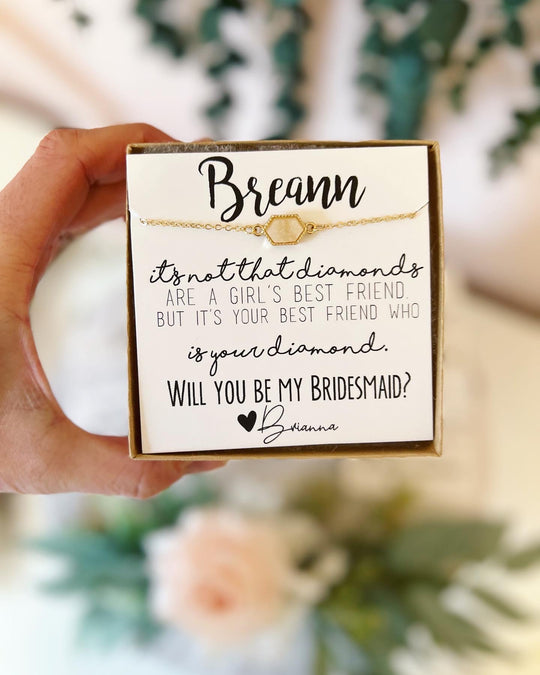 Breann
it's not that diamonds
ARE A GIRL'S BEST FRIEND,
BUT IT'S YOUR BEST FRIEND WHO
is your diamond.
WILL YOU BE MY BRIDESMAID?
♥Brianna